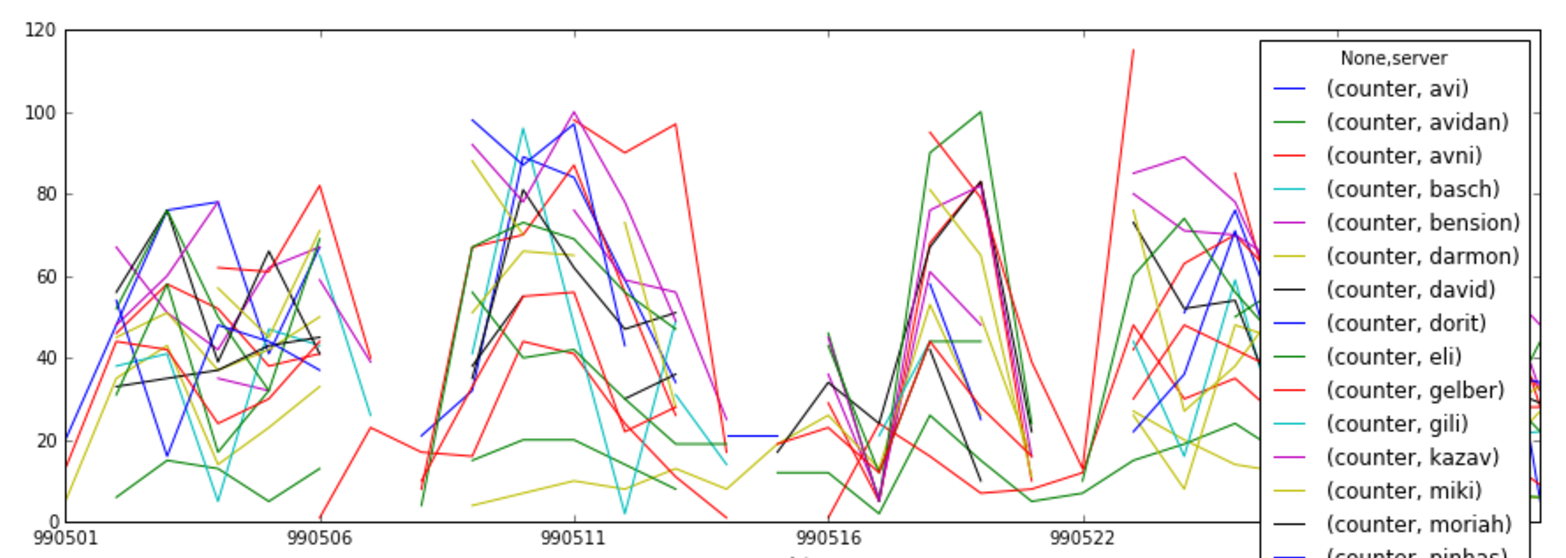 120
100
80
60
40
20
0
990501 990506 990511 990516 990522
None,server
(counter, avi)
(counter, avidan)
(counter, avni)
(counter, basch)
(counter, bension)
(counter, darmon)
(counter, david)
(counter, dorit)
(counter, eli)
(counter, gelber)
(counter, gili)
(counter, kazav)
(counter, miki)
(counter, moriah)